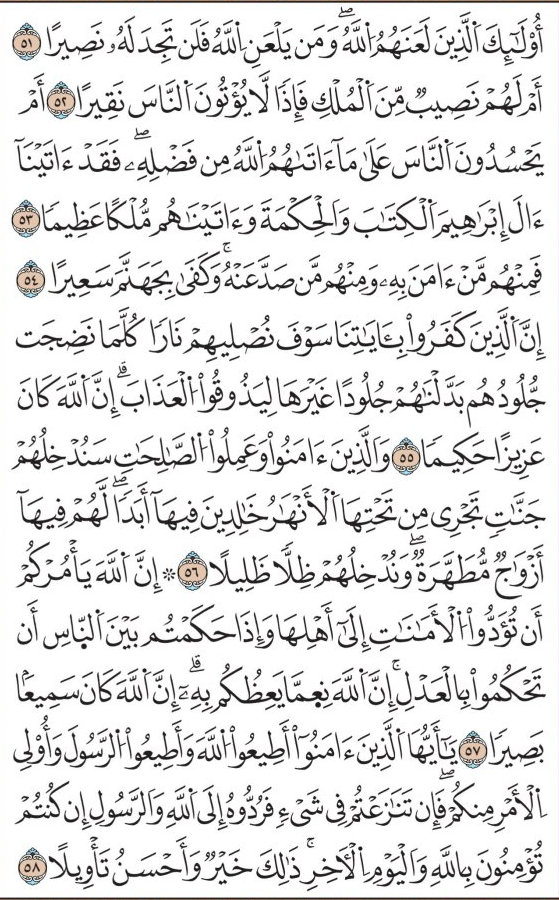 أُوْلَٰٓئِكَ ٱلَّذِينَ لَعَنَهُمُ ٱللَّهُۖ وَمَن يَلْعَنِ ٱللَّهُ فَلَن تَجِدَ لَهُۥ نَصِيرًا ٥١
أَمْ لَهُمْ نَصِيبٌ مِّنَ ٱلْمُلْكِ فَإِذًا لَّا يُؤْتُونَ ٱلنَّاسَ نَقِيرًا ٥٢ أَمْ
يَحْسُدُونَ ٱلنَّاسَ عَلَىٰ مَآ ءَاتَىٰهُمُ ٱللَّهُ مِن فَضْلِهِۦۖ فَقَدْ ءَاتَيْنَآ
ءَالَ إِبْرَٰهِيمَ ٱلْكِتَٰبَ وَٱلْحِكْمَةَ وَءَاتَيْنَٰهُم مُّلْكًا عَظِيمًا ٥٣
فَمِنْهُم مَّنْ ءَامَنَ بِهِۦ وَمِنْهُم مَّن صَدَّ عَنْهُۚ وَكَفَىٰ بِجَهَنَّمَ سَعِيرًا ٥٤
إِنَّ ٱلَّذِينَ كَفَرُواْ بِـَٔايَٰتِنَا سَوْفَ نُصْلِيهِمْ نَارًا كُلَّمَا نَضِجَتْ
جُلُودُهُم بَدَّلْنَٰهُمْ جُلُودًا غَيْرَهَا لِيَذُوقُواْ ٱلْعَذَابَۗ إِنَّ ٱللَّهَ كَانَ
عَزِيزًا حَكِيمًا ٥٥ وَٱلَّذِينَ ءَامَنُواْ وَعَمِلُواْ ٱلصَّٰلِحَٰتِ سَنُدْخِلُهُمْ
جَنَّٰتٍ تَجْرِى مِن تَحْتِهَا ٱلْأَنْهَٰرُ خَٰلِدِينَ فِيهَآ أَبَدًاۖ لَّهُمْ فِيهَآ
أَزْوَٰجٌ مُّطَهَّرَةٌۖ وَنُدْخِلُهُمْ ظِلًّا ظَلِيلًا ٥٦ ۞ إِنَّ ٱللَّهَ يَأْمُرُكُمْ
أَن تُؤَدُّواْ ٱلْأَمَٰنَٰتِ إِلَىٰٓ أَهْلِهَا وَإِذَا حَكَمْتُم بَيْنَ ٱلنَّاسِ أَن
تَحْكُمُواْ بِٱلْعَدْلِۚ إِنَّ ٱللَّهَ نِعِمَّا يَعِظُكُم بِهِۦٓۗ إِنَّ ٱللَّهَ كَانَ سَمِيعًۢا
بَصِيرًا ٥٧ يَٰٓأَيُّهَا ٱلَّذِينَ ءَامَنُوٓاْ أَطِيعُواْ ٱللَّهَ وَأَطِيعُواْ ٱلرَّسُولَ وَأُوْلِى
ٱلْأَمْرِ مِنكُمْۖ فَإِن تَنَٰزَعْتُمْ فِى شَىْءٍ فَرُدُّوهُ إِلَى ٱللَّهِ وَٱلرَّسُولِ إِن كُنتُمْ
تُؤْمِنُونَ بِٱللَّهِ وَٱلْيَوْمِ ٱلْأٓخِرِۚ ذَٰلِكَ خَيْرٌ وَأَحْسَنُ تَأْوِيلًا ٥٨